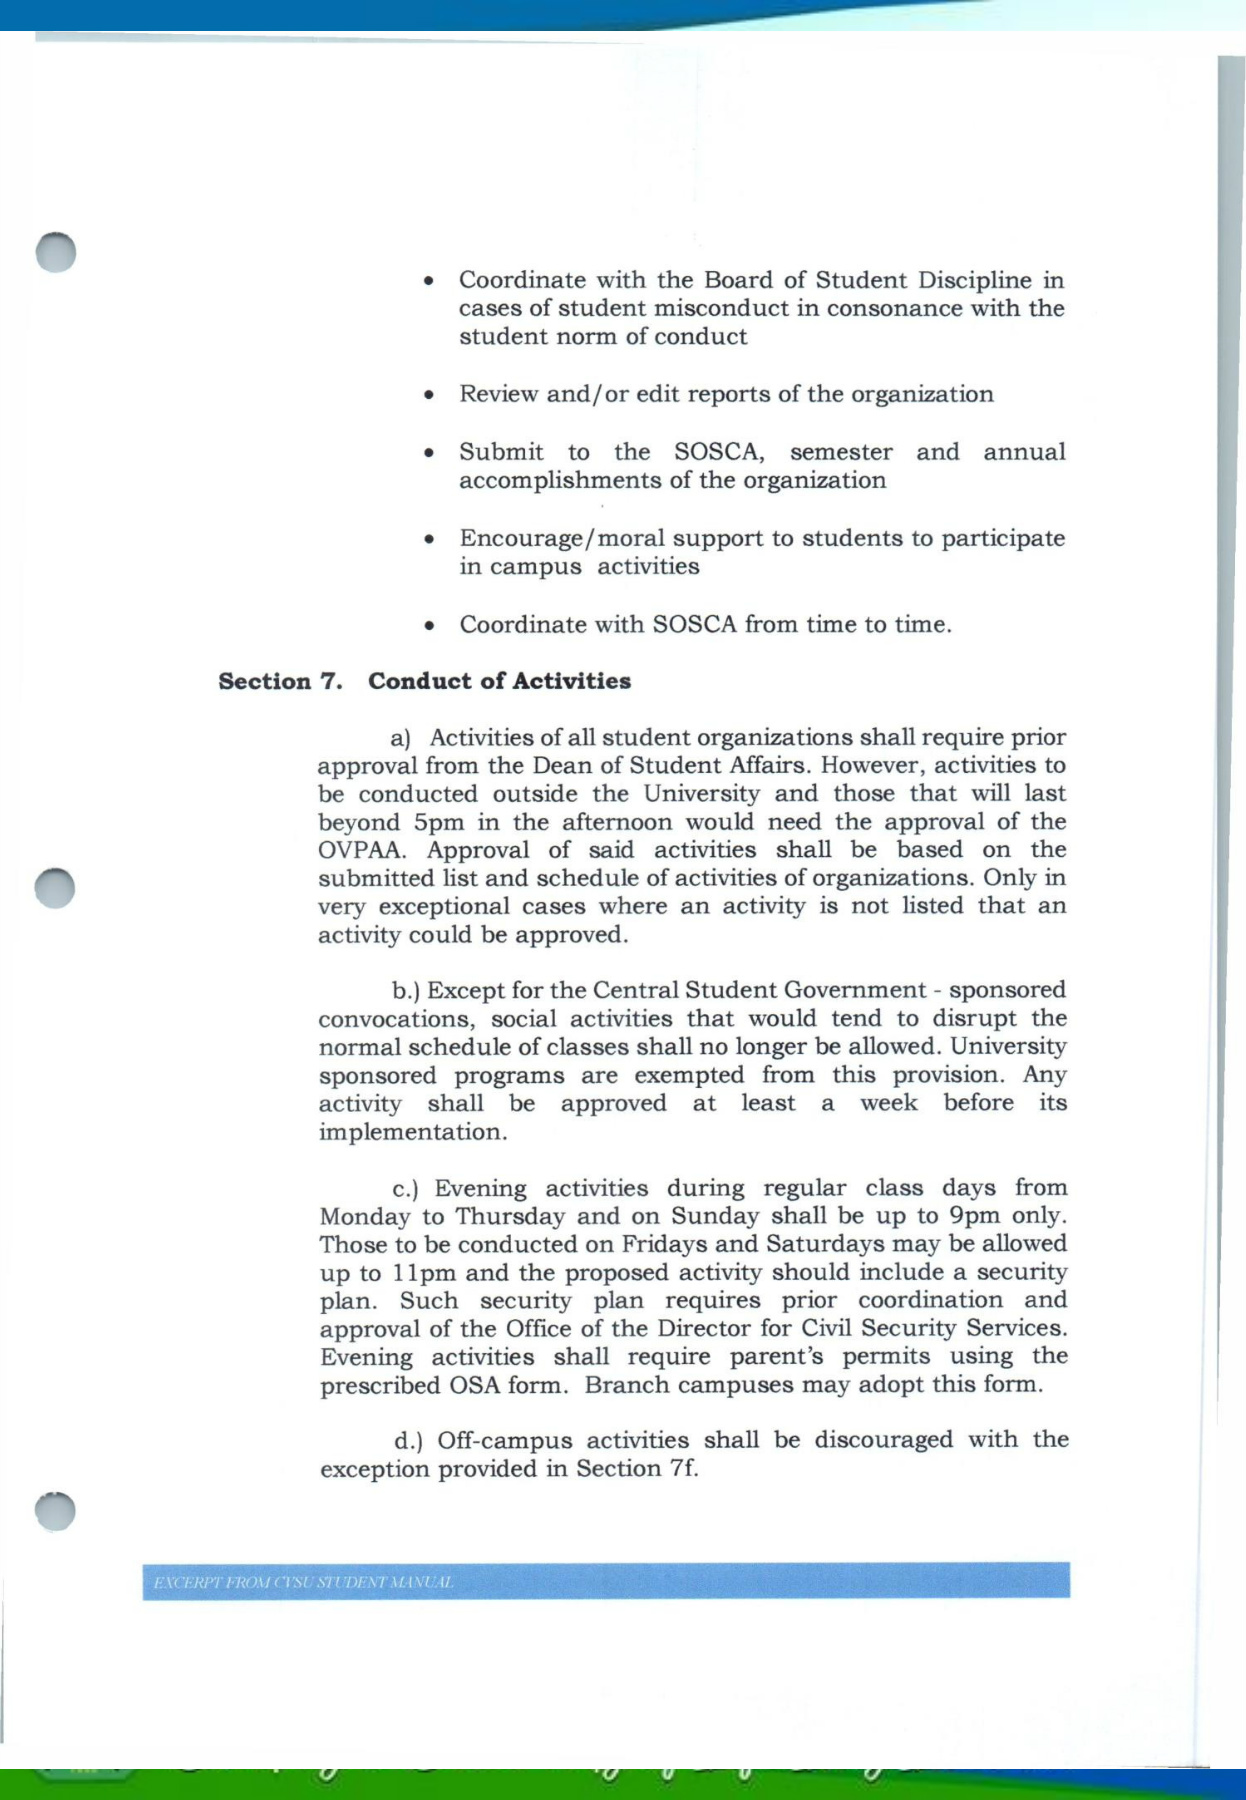 • Coordinate with the Board of Student Discipline in
cases of student misconduct in consonance with the
student norm of conduct
• Review and/or edit reports of the organization
• Submit to the SOSCA, semester and annual
accomplishments of the organization
• Encourage/moral support to students to participate
in campus activities
• Coordinate with SOSCA from time to time.
Section 7. Conduct of Activities
a) Activities of all student organizations shall require prior
approval from the Dean of Student Affairs. However, activities to
be conducted outside the University and those that will last
beyond 5pm in the afternoon would need the approval of the
OVPAA. Approval of said activities shall be based on the
submitted list and schedule of activities of organizations. Only in
very exceptional cases where an activity is not listed that an
activity could be approved.
b.) Except for the Central Student Government - sponsored
convocations, social activities that would tend to disrupt the
normal schedule of classes shall no longer be allowed. University
sponsored programs are exempted from this provision. Any
activity shall be approved at least a week before its
implementation.
c.) Evening activities during regular class days from
Monday to Thursday and on Sunday shall be up to 9pm only.
Those to be conducted on Fridays and Saturdays may be allowed
up to 11pm and the proposed activity should include a security
plan. Such security plan requires prior coordination and
approval of the Office of the Director for Civil Security Services.
Evening activities shall require parent's permits using the
prescribed OSA form. Branch campuses may adopt this form.
d.) Off-campus activities shall be discouraged with the
exception provided in Section 7f.
EXCERPT FROM CVSU STUDENT MANUAL